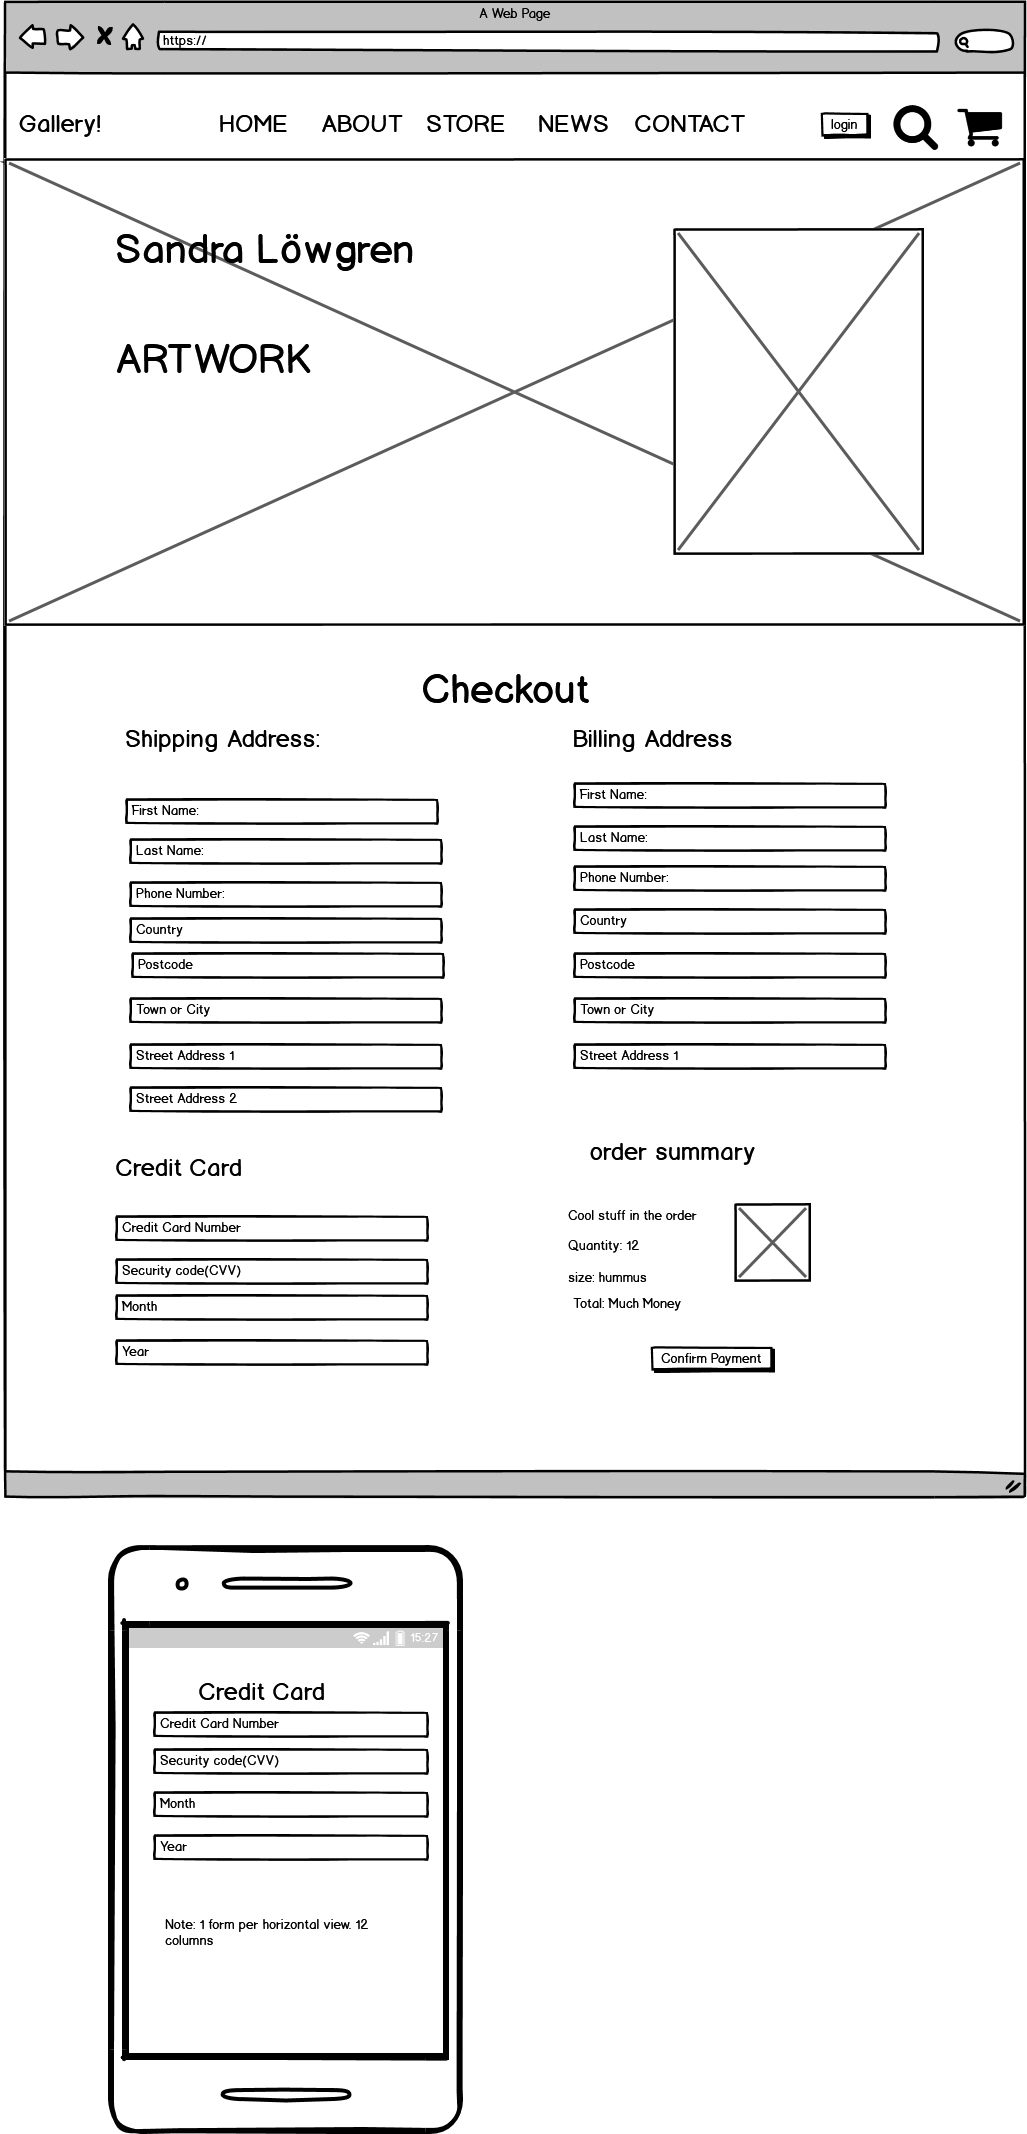 A Web Page
https://
Gallery!
HOME
ABOUT
STORE
NEWS
CONTACT
login
Sandra Löwgren
ARTWORK
Checkout
Shipping Address:
First Name:
Last Name:
Phone Number:
Country
Postcode
Town or City
Street Address 1
Street Address 2
Billing Address
First Name:
Last Name:
Phone Number:
Country
Postcode
Town or City
Street Address 1
Credit Card
Credit Card Number
Security code(CVV)
Month
Year
order summary
Cool stuff in the order
Quantity: 12
size: hummus
Total: Much Money
Confirm Payment
15:27
Credit Card
Credit Card Number
Security code(CVV)
Month
Year
Note: 1 form per horizontal view. 12
columns